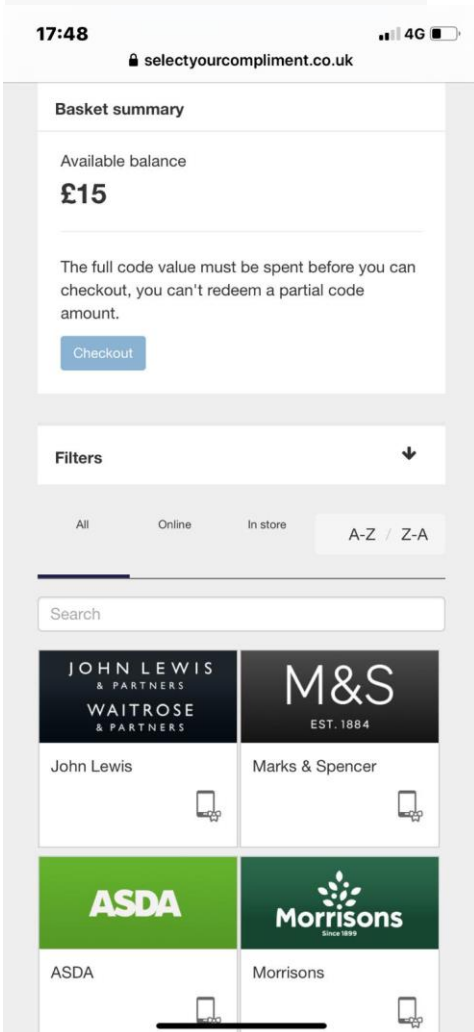 17:48
4G
selectyourcompliment.co.uk
Basket summary
Available balance
£15
The full code value must be spent before you can
checkout, you can't redeem a partial code
amount.
Checkout
Filters
All Online In store A-Z / Z-A
Search
JOHN LEWIS
& PARTNERS
WAITROSE
& PARTNERS
M&S
EST. 1884
John Lewis
Marks & Spencer
ASDA
Morrisons
Since 1899
ASDA
Morrisons